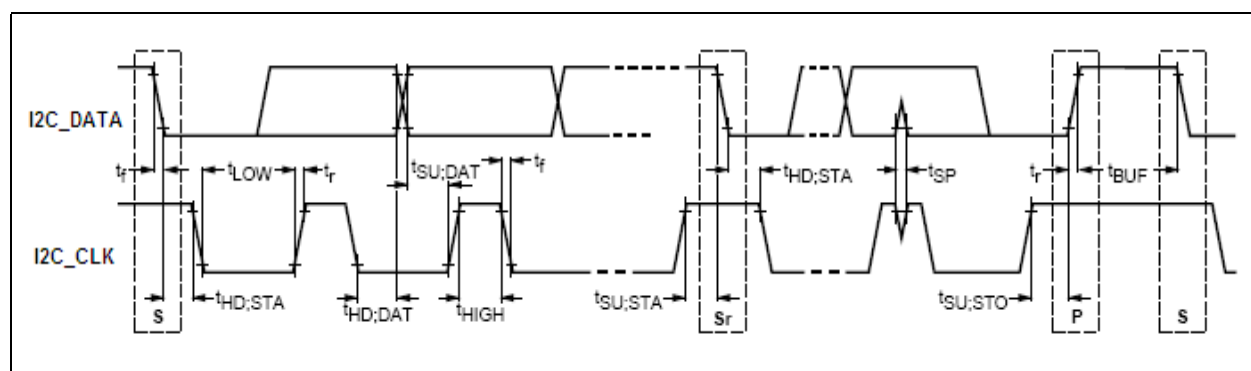 I2C_DATA
tf tLOW tr tSU;DAT tf tHD;STA tSP tr tBUF
I2C_CLK
tHD;STA tHD;DAT tHIGH tSU;STA tSU;STO
S Sr P S